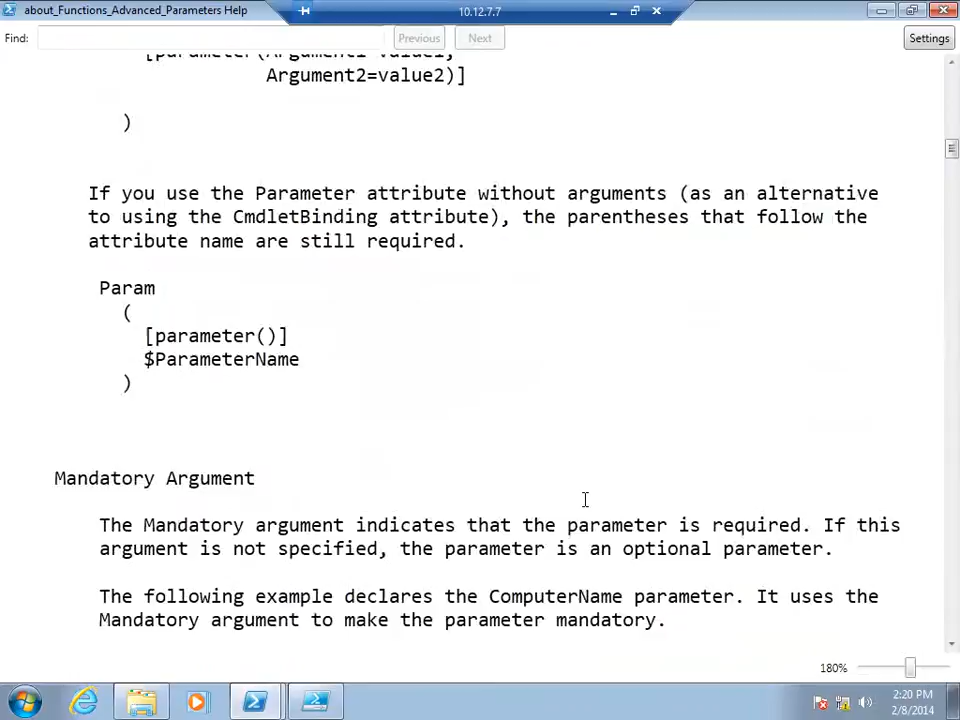 about_Functions_Advanced_Parameters Help
10.12.7.7
Find:
Previous
Next
Settings
[parameter(Argument1=value1,
Argument2=value2)]
)
If you use the Parameter attribute without arguments (as an alternative
to using the CmdletBinding attribute), the parentheses that follow the
attribute name are still required.
Param
(
[parameter()]
$ParameterName
)
Mandatory Argument
The Mandatory argument indicates that the parameter is required. If this
argument is not specified, the parameter is an optional parameter.
The following example declares the ComputerName parameter. It uses the
Mandatory argument to make the parameter mandatory.
180%
2:20 PM
2/8/2014